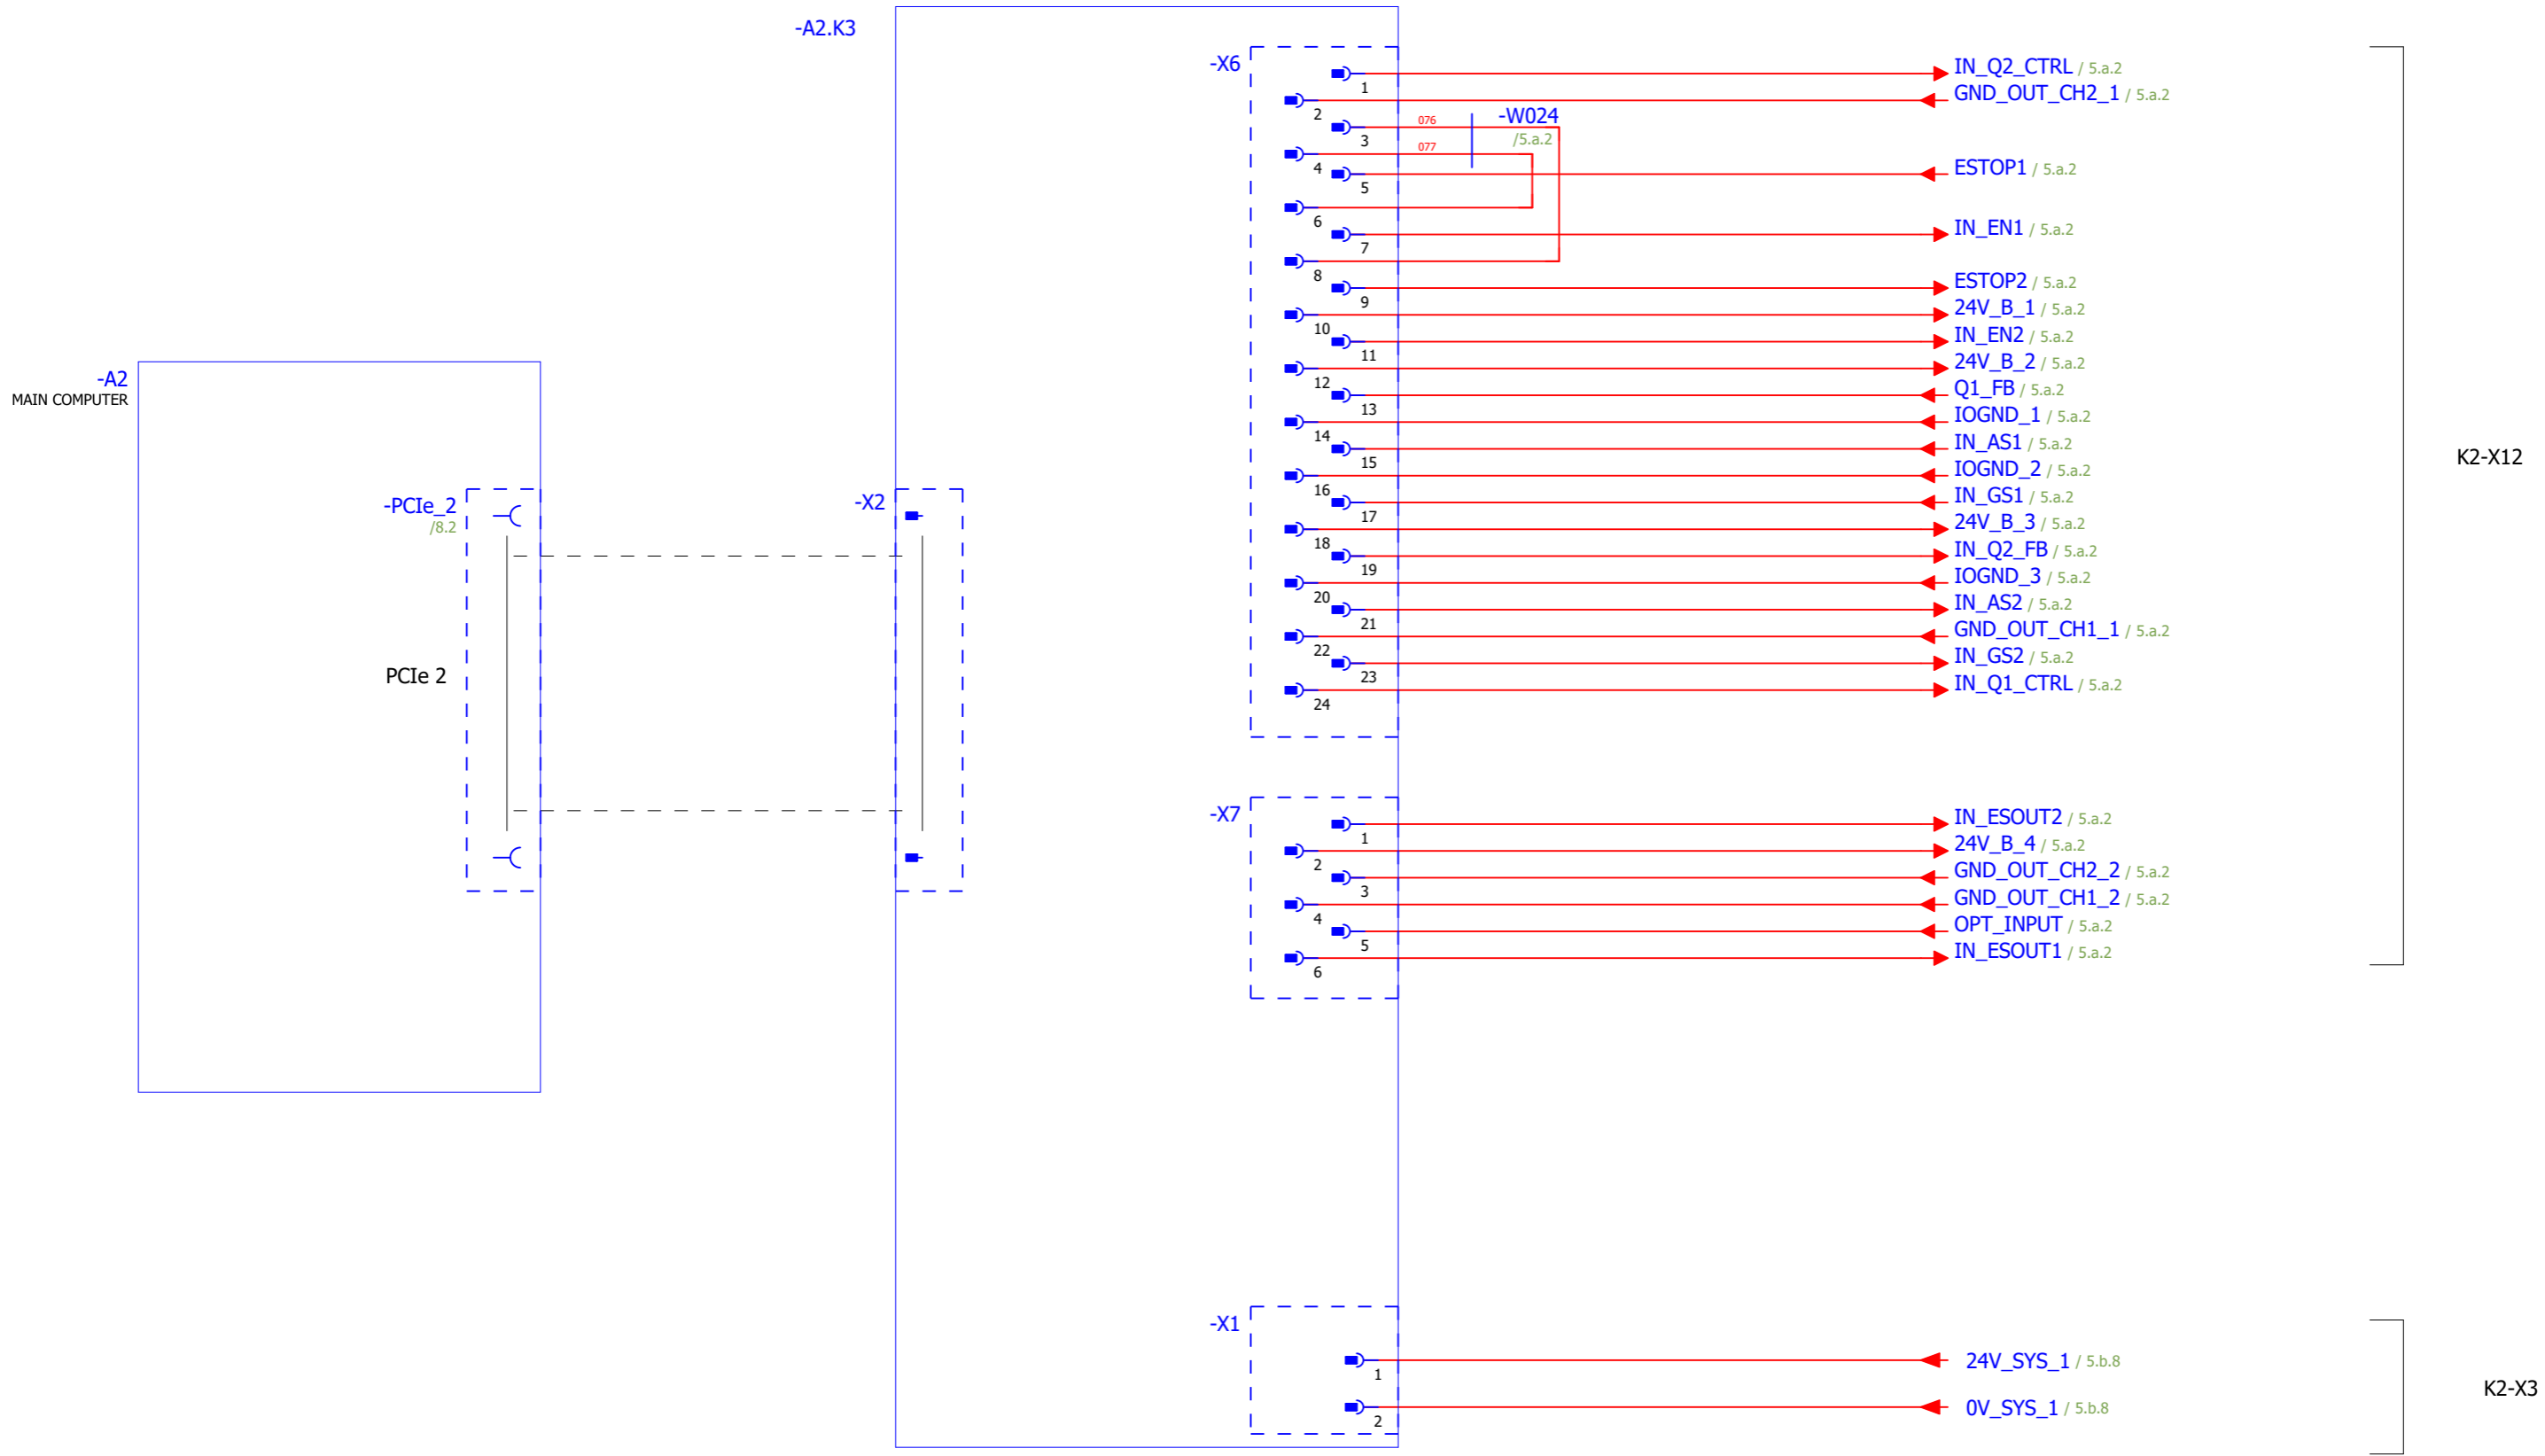 -A2.K3
-X6
1 IN_Q2_CTRL / 5.a.2
2 GND_OUT_CH2_1 / 5.a.2
3 076 -W024
/5.a.2
4 077
5 ESTOP1 / 5.a.2
6
7 IN_EN1 / 5.a.2
8
9 ESTOP2 / 5.a.2
10 24V_B_1 / 5.a.2
11 IN_EN2 / 5.a.2
12 24V_B_2 / 5.a.2
13 Q1_FB / 5.a.2
14 IOGND_1 / 5.a.2
15 IN_AS1 / 5.a.2
16 IOGND_2 / 5.a.2
17 IN_GS1 / 5.a.2
18 24V_B_3 / 5.a.2
19 IN_Q2_FB / 5.a.2
20 IOGND_3 / 5.a.2
21 IN_AS2 / 5.a.2
22 GND_OUT_CH1_1 / 5.a.2
23 IN_GS2 / 5.a.2
24 IN_Q1_CTRL / 5.a.2
K2-X12
-A2
MAIN COMPUTER
-PCIe_2
/8.2
PCIe 2
-X2
-X7
1 IN_ESOUT2 / 5.a.2
2 24V_B_4 / 5.a.2
3 GND_OUT_CH2_2 / 5.a.2
4 GND_OUT_CH1_2 / 5.a.2
5 OPT_INPUT / 5.a.2
6 IN_ESOUT1 / 5.a.2
-X1
1 24V_SYS_1 / 5.b.8
2 0V_SYS_1 / 5.b.8
K2-X3